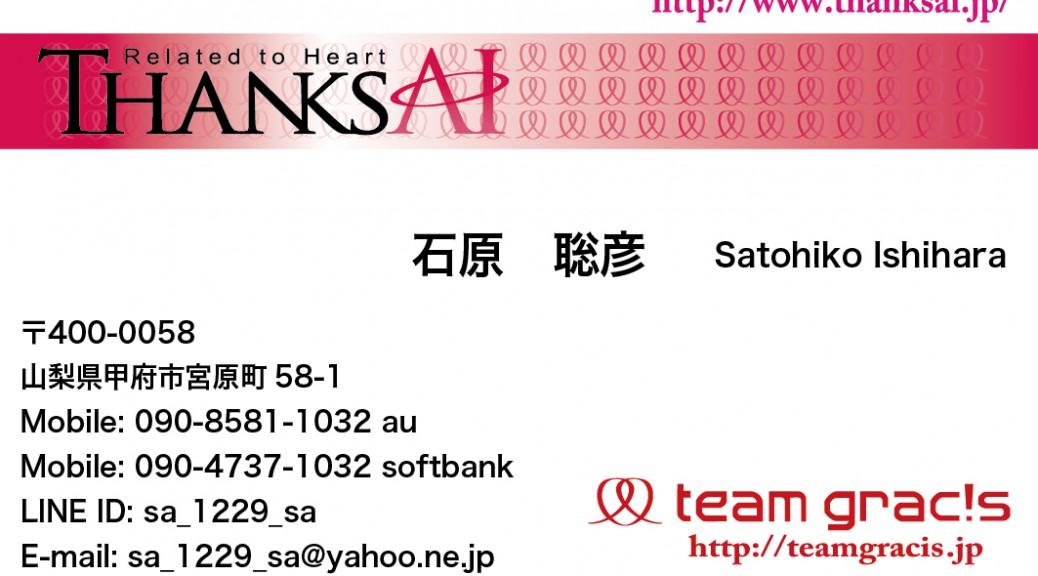 http://www.thanksai.jp/
Related to Heart
THANKSAI
石原　聡彦　Satohiko Ishihara
〒400-0058
山梨県甲府市宮原町 58-1
Mobile: 090-8581-1032 au
Mobile: 090-4737-1032 softbank
LINE ID: sa_1229_sa
E-mail: sa_1229_sa@yahoo.ne.jp
team grac!s
http://teamgracis.jp